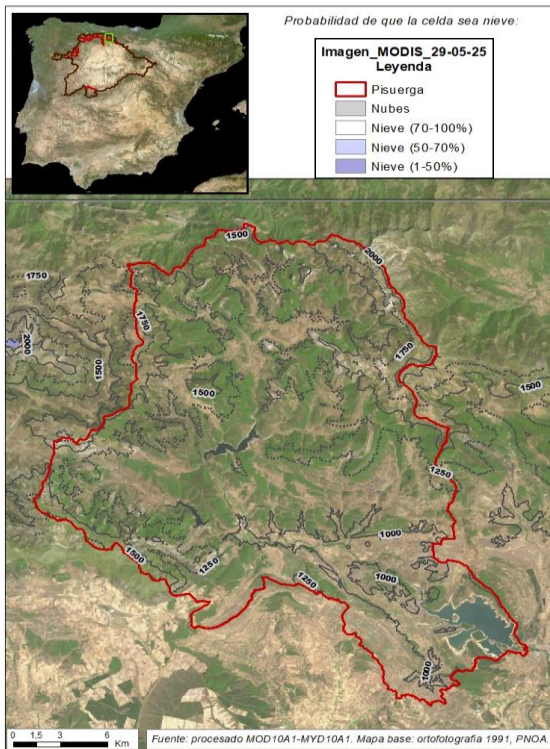 Probabilidad de que la celda sea nieve:
Imagen_MODIS_29-05-25
Leyenda
Pisuerga
Nubes
Nieve (70-100%)
Nieve (50-70%)
Nieve (1-50%)
1500
2000
1750
1750
2000
1750
1500
1500
1500
1250
1000
1500
1250
1250
1000
1000
0 1,5 3 6
Km
Fuente: procesado MOD10A1-MYD10A1. Mapa base: ortofotografía 1991, PNOA